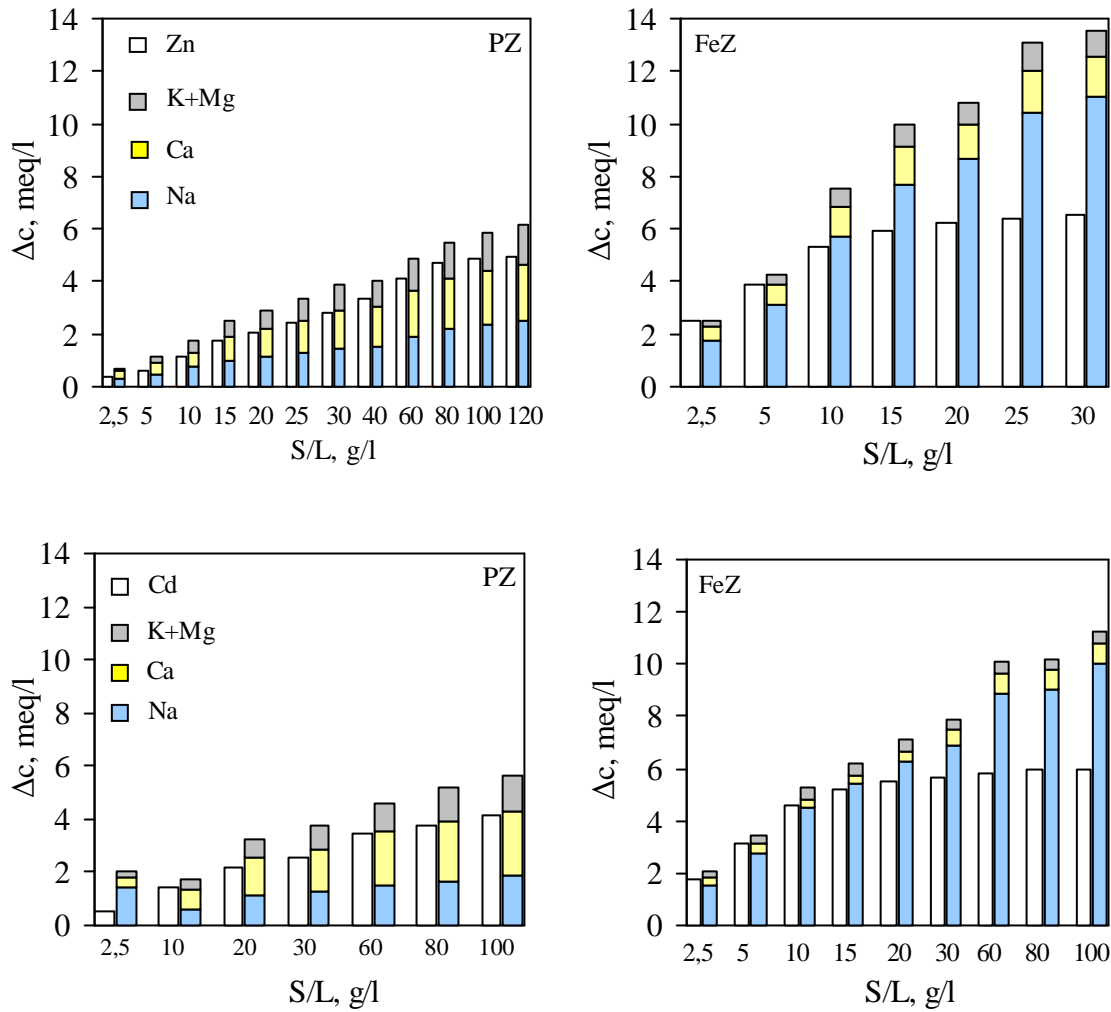 PZ
Zn
K+Mg
Ca
Na
14
12
10
8
6
4
2
0
Δc, meq/l
2,5 5 10 15 20 25 30 40 60 80 100 120
S/L, g/l
FeZ
14
12
10
8
6
4
2
0
Δc, meq/l
2,5 5 10 15 20 25 30
S/L, g/l
PZ
Cd
K+Mg
Ca
Na
14
12
10
8
6
4
2
0
Δc, meq/l
2,5 10 20 30 60 80 100
S/L, g/l
FeZ
14
12
10
8
6
4
2
0
Δc, meq/l
2,5 5 10 15 20 30 60 80 100
S/L, g/l